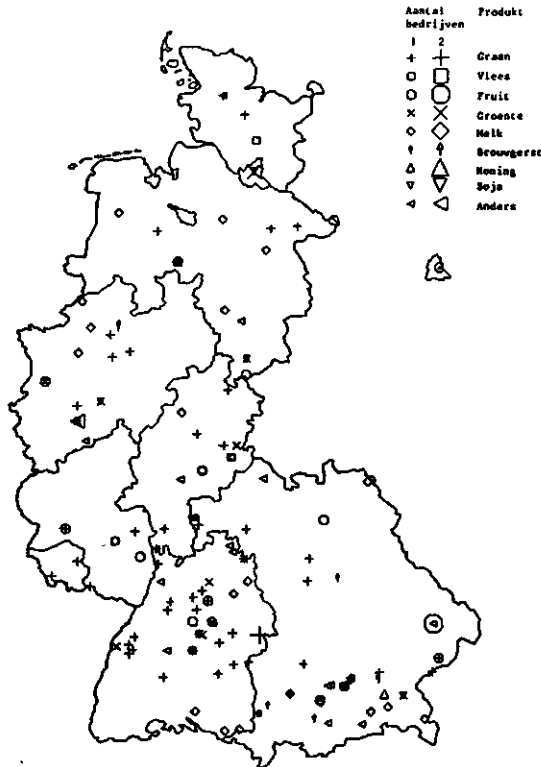 Aantal Produkt
bedrijven
1 2
Graan
Vlees
Fruit
Groente
Melk
Brouwgerst
Honing
Soja
Anders